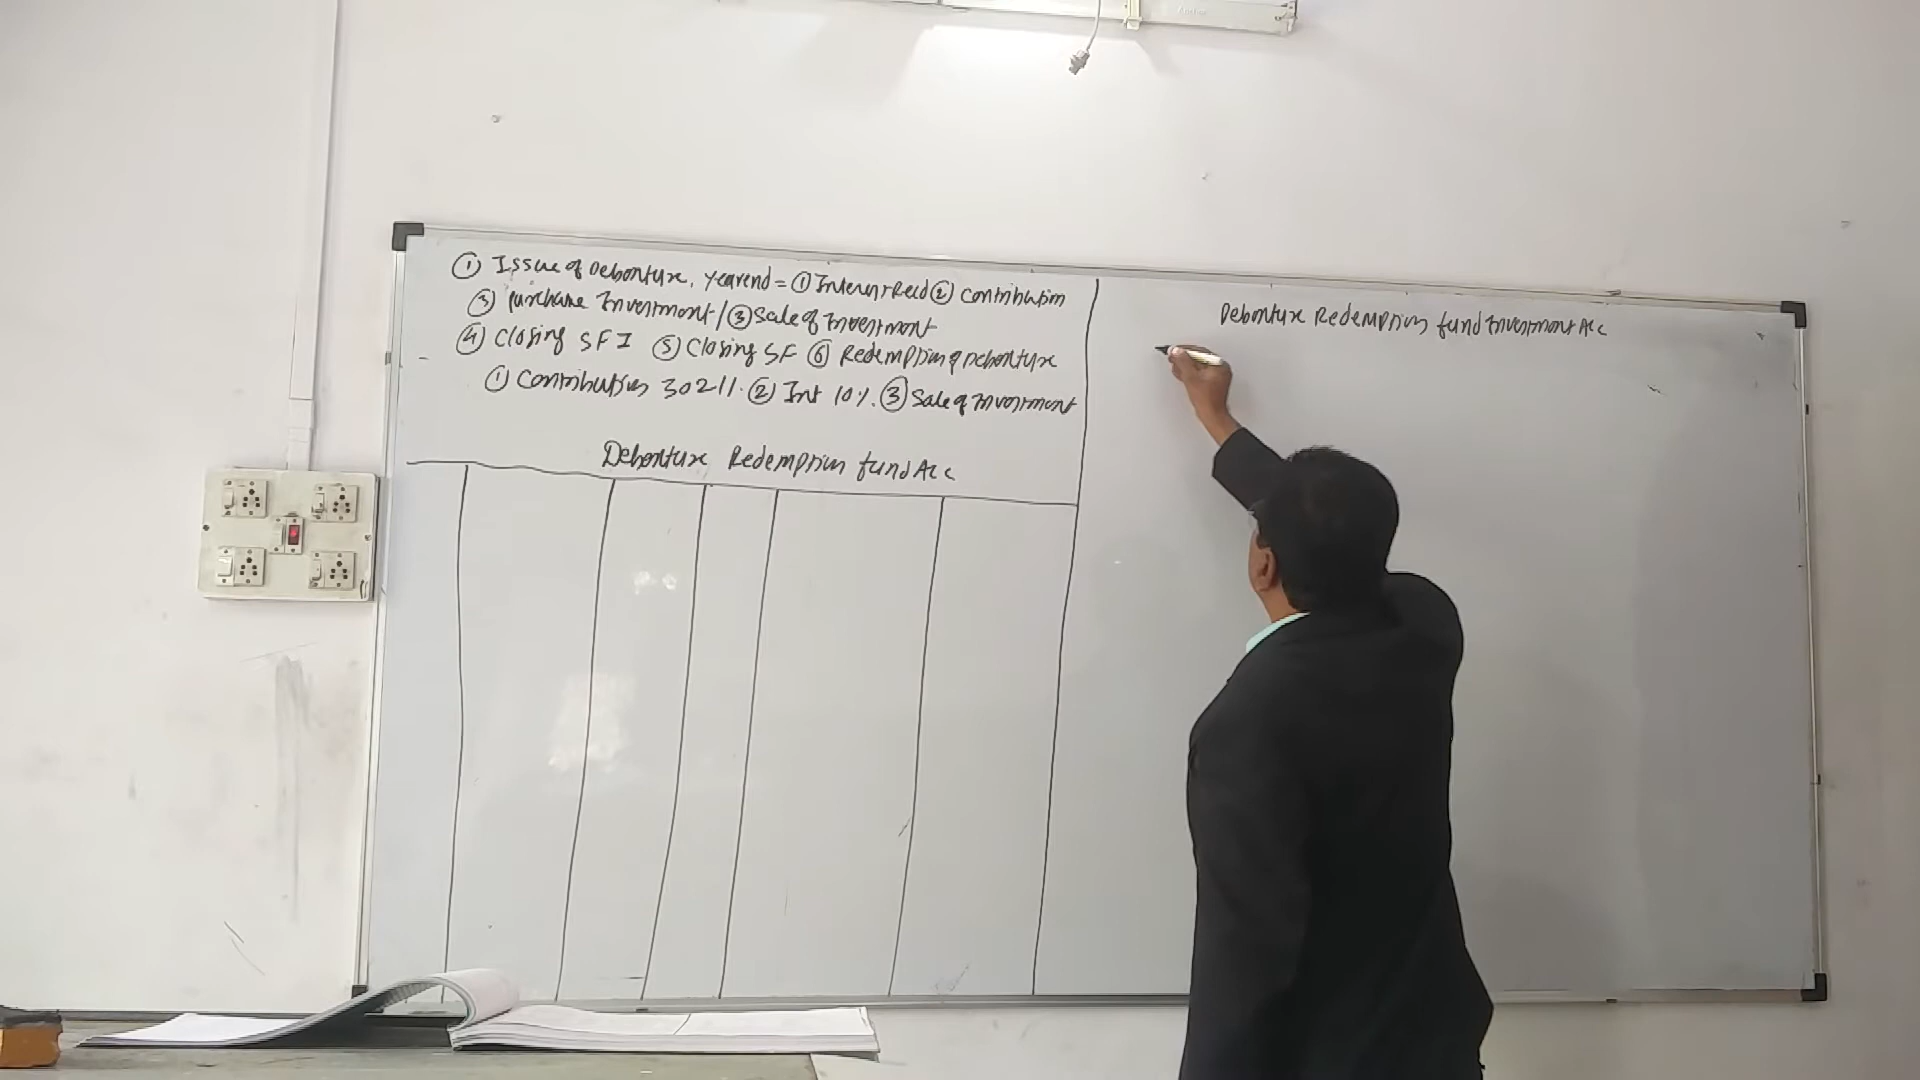 ① Issue of Debenture, Yearend = ① Interest Recd ② Contribution
③ Purchase Investment / ③ Sale of Investment
④ Closing SFI ⑤ Closing SF ⑥ Redemption of Debenture
① Contribution 30211. ② Int 10%. ③ Sale of Investment
Debenture Redemption fund A/c
Debenture Redemption fund Investment A/c